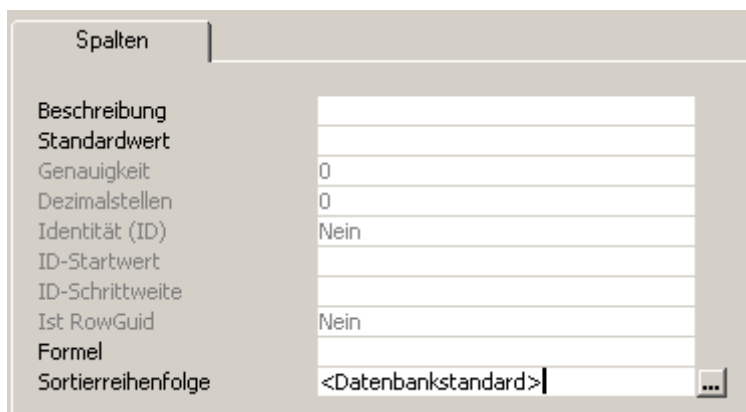 Spalten
Beschreibung
Standardwert
Genauigkeit 0
Dezimalstellen 0
Identität (ID) Nein
ID-Startwert
ID-Schrittweite
Ist RowGuid Nein
Formel
Sortierreihenfolge <Datenbankstandard> ...